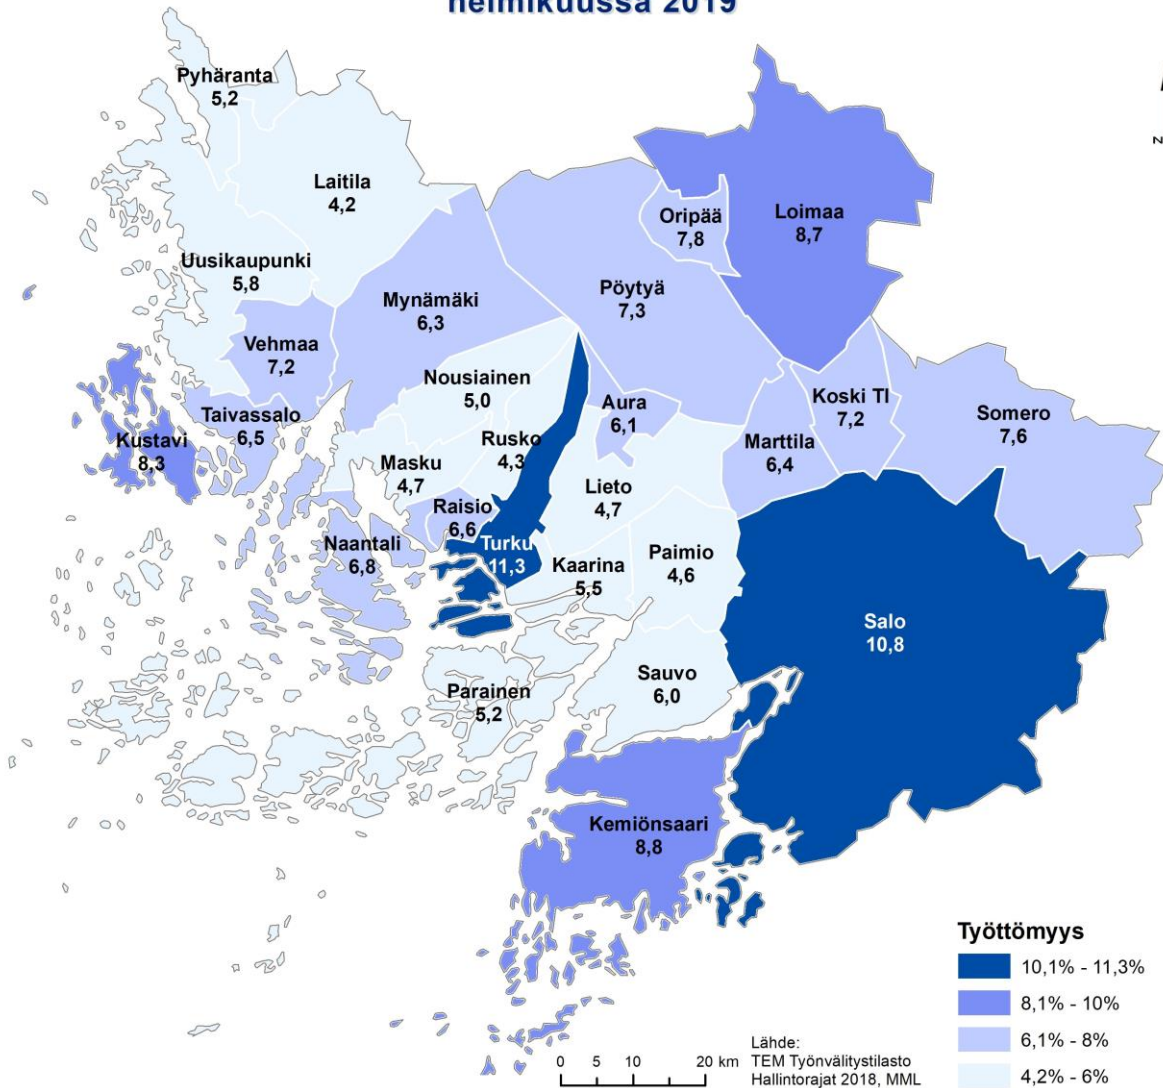 helmikuussa 2019
Pyhäranta
5,2
Laitila
4,2
Oripää
7,8
Loimaa
8,7
Uusikaupunki
5,8
Mynämäki
6,3
Pöytyä
7,3
Vehmaa
7,2
Nousiainen
5,0
Taivassalo
6,5
Kustavi
8,3
Aura
6,1
Koski Tl
7,2
Somero
7,6
Rusko
4,3
Marttila
6,4
Masku
4,7
Lieto
4,7
Raisio
6,6
Naantali
6,8
Turku
11,3
Kaarina
5,5
Paimio
4,6
Salo
10,8
Sauvo
6,0
Parainen
5,2
Kemiönsaari
8,8
Työttömyys
10,1% - 11,3%
8,1% - 10%
6,1% - 8%
4,2% - 6%
0 5 10 20 km
Lähde:
TEM Työnvälitystilasto
Hallintorajat 2018, MML